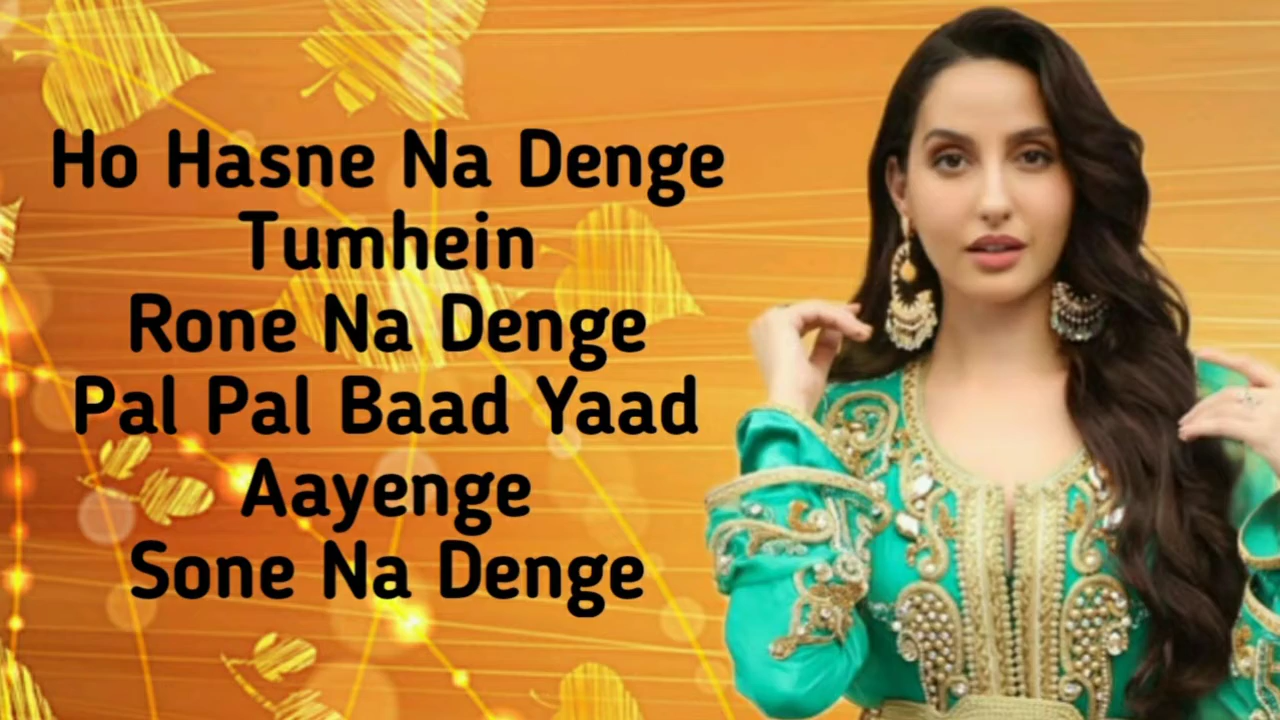 Ho Hasne Na Denge
Tumhein
Rone Na Denge
Pal Pal Baad Yaad
Aayenge
Sone Na Denge